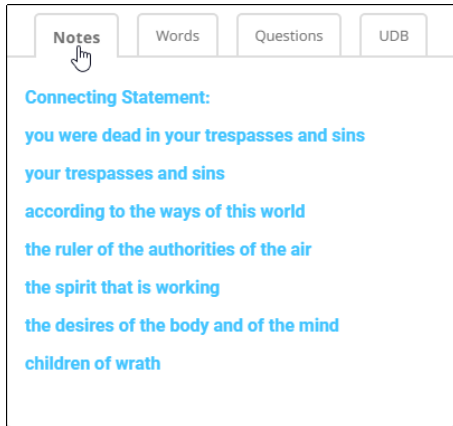 Notes Words Questions UDB
Connecting Statement:
you were dead in your trespasses and sins
your trespasses and sins
according to the ways of this world
the ruler of the authorities of the air
the spirit that is working
the desires of the body and of the mind
children of wrath